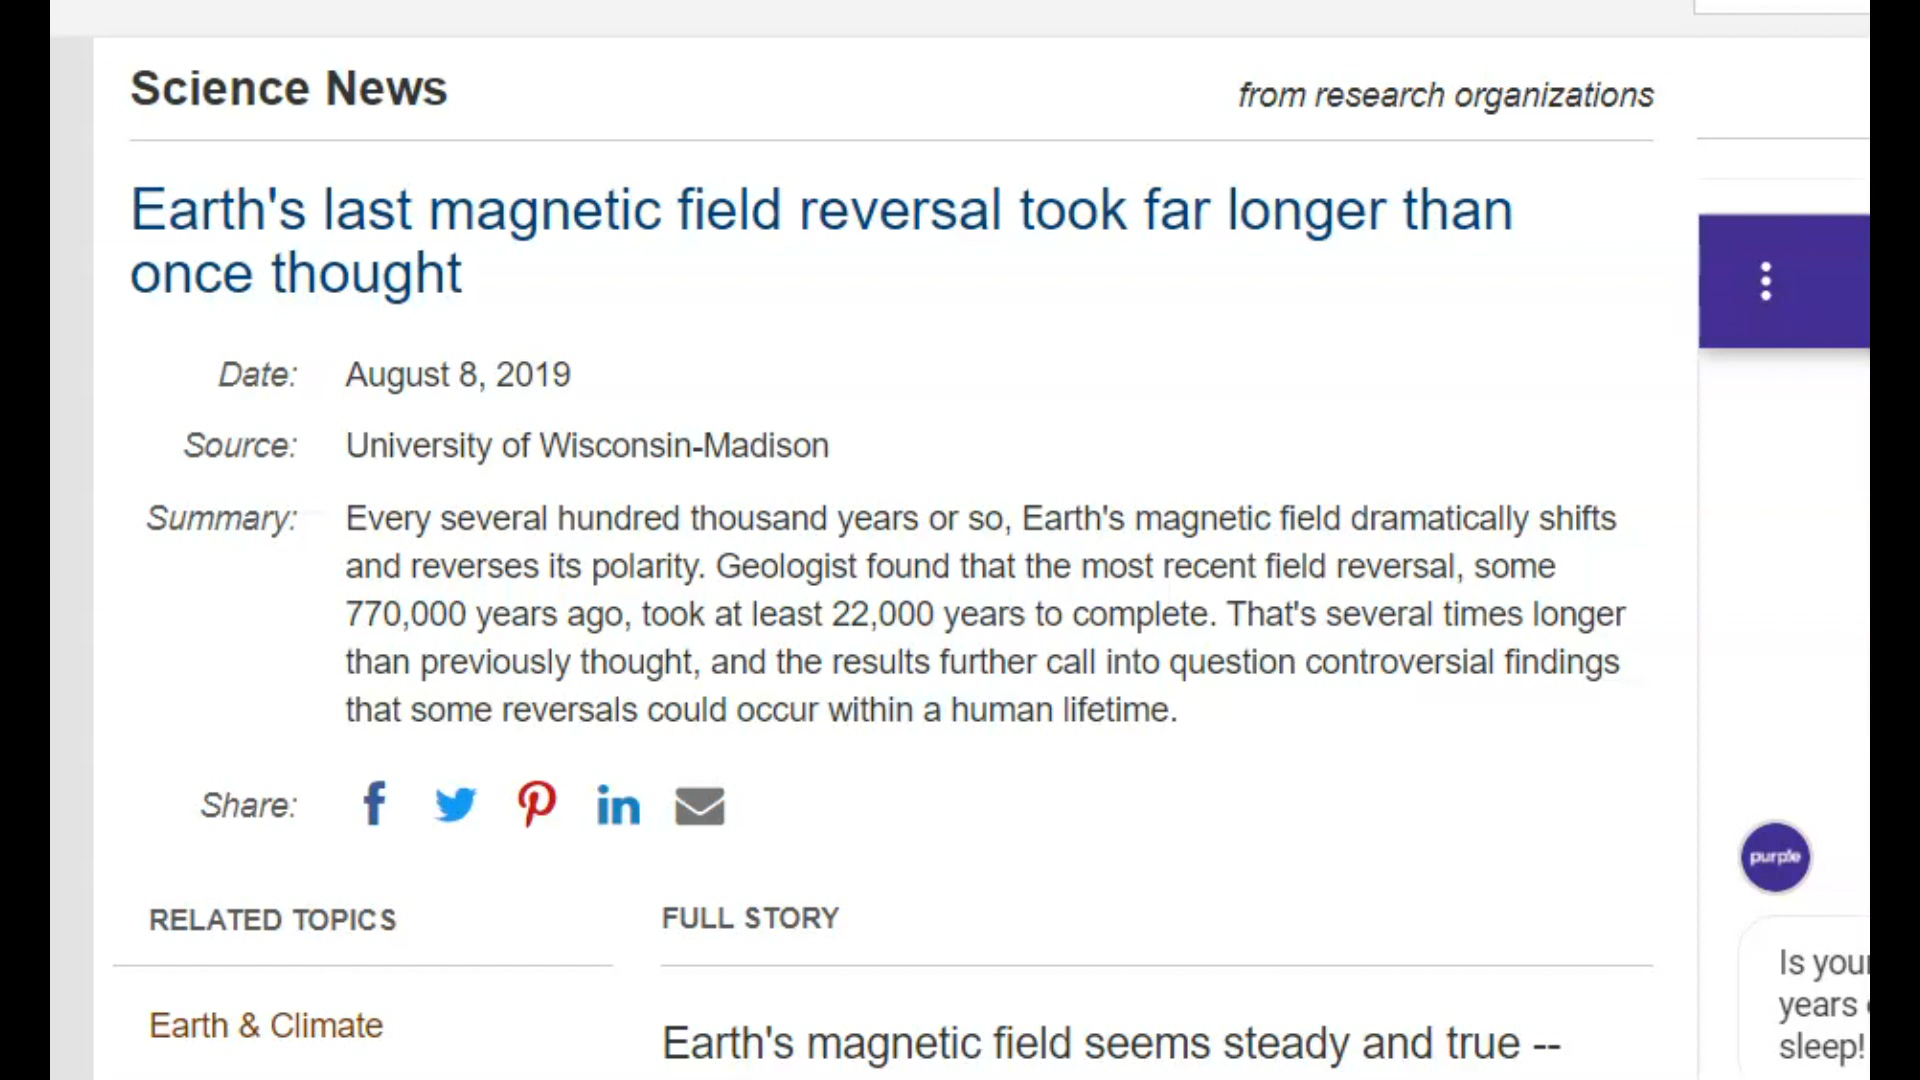 Science News
from research organizations
Earth's last magnetic field reversal took far longer than
once thought
Date: August 8, 2019
Source: University of Wisconsin-Madison
Summary: Every several hundred thousand years or so, Earth's magnetic field dramatically shifts
and reverses its polarity. Geologist found that the most recent field reversal, some
770,000 years ago, took at least 22,000 years to complete. That's several times longer
than previously thought, and the results further call into question controversial findings
that some reversals could occur within a human lifetime.
Share:
RELATED TOPICS
Earth & Climate
FULL STORY
Earth's magnetic field seems steady and true --
purple
Is your
years
sleep!